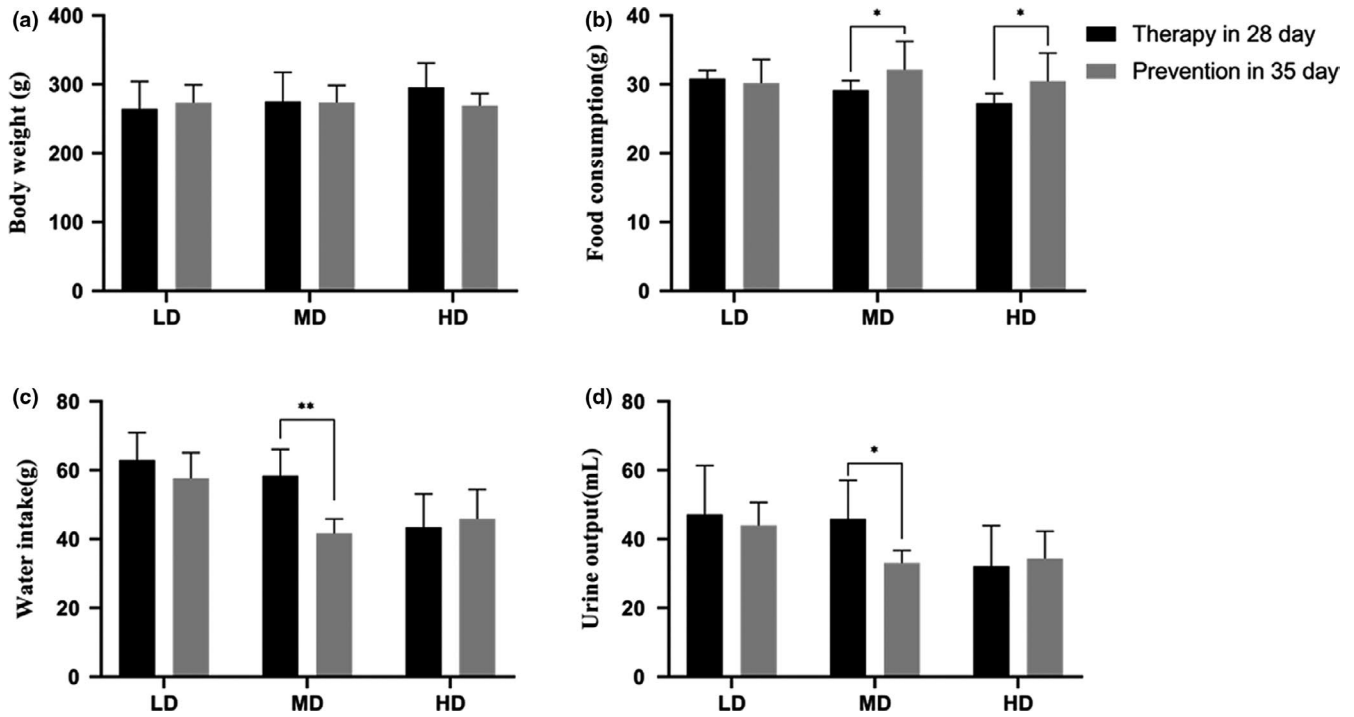 (a)
Body weight (g)
400
300
200
100
0
LD MD HD
(b)
Food consumption(g)
40
30
20
10
0
* *
LD MD HD
Therapy in 28 day
Prevention in 35 day
(c)
Water intake(g)
80
60
40
20
0
**
LD MD HD
(d)
Urine output(mL)
80
60
40
20
0
*
LD MD HD